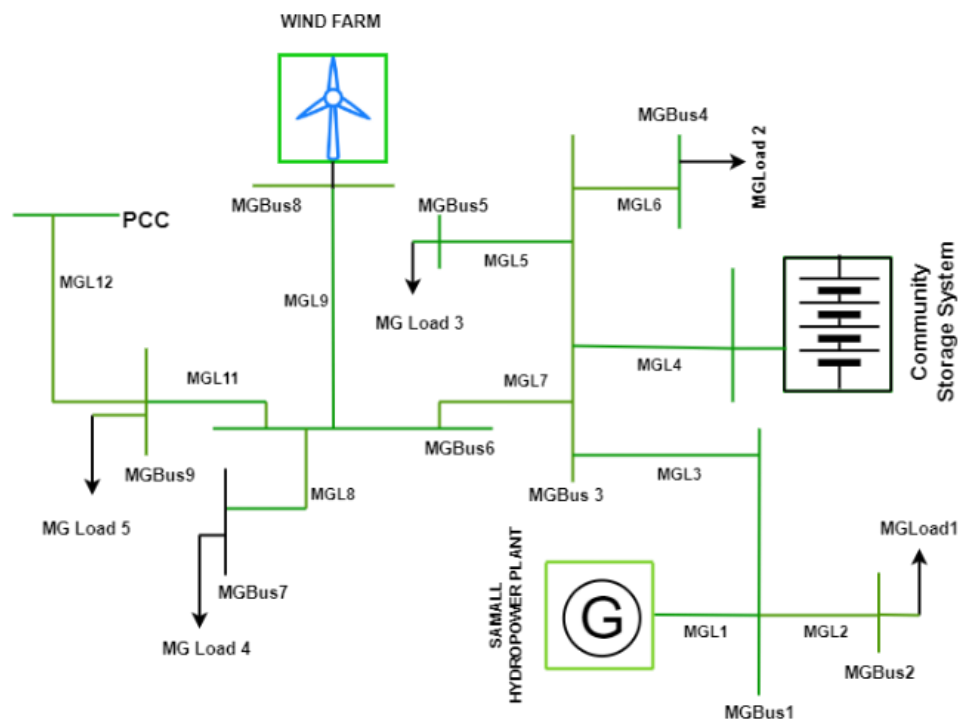 WIND FARM
MGBus4
MGLoad 2
MGBus8
MGBus5
MGL6
PCC
MGL5
MGL12
MGL9
MG Load 3
Community
Storage System
MGL11
MGL7
MGL4
MGBus6
MGBus9
MGL8
MGL3
MGBus 3
MG Load 5
MGBus7
MG Load 4
SAMALL
HYDROPOWER PLANT
G
MGLoad1
MGL1
MGL2
MGBus2
MGBus1